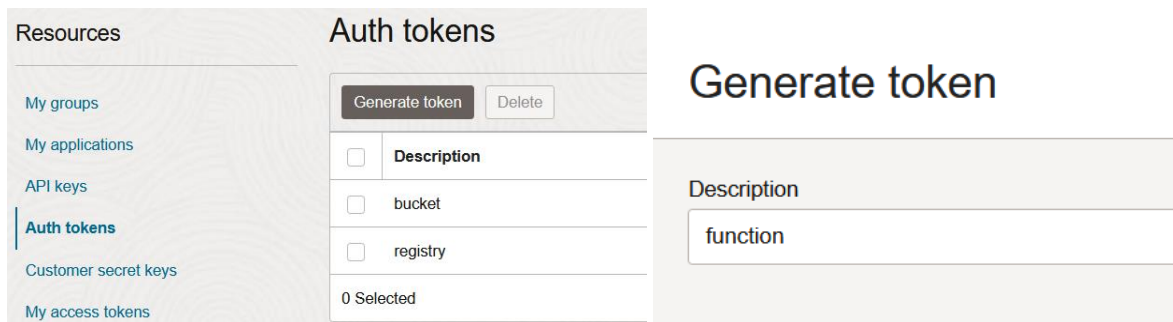 Resources
My groups
My applications
API keys
Auth tokens
Customer secret keys
My access tokens
Auth tokens
Generate token Delete
Description
bucket
registry
0 Selected
Generate token
Description
function